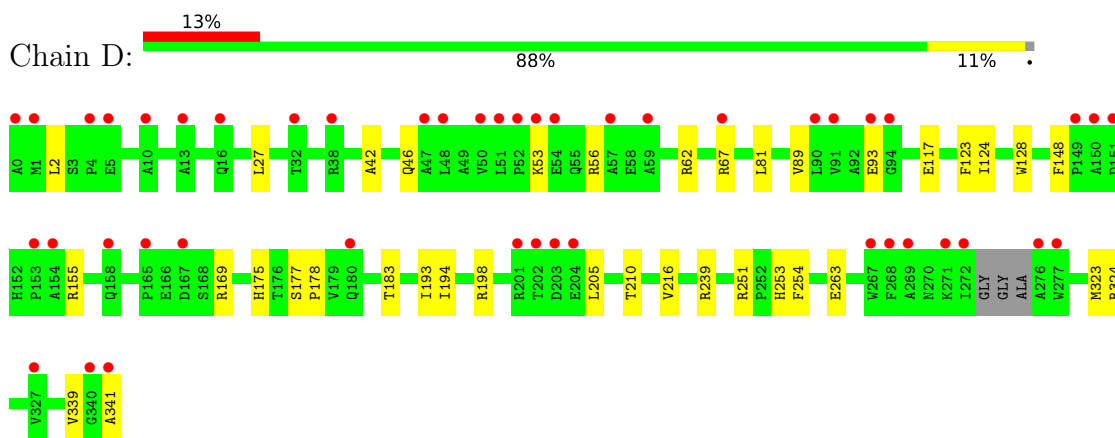 13%
Chain D:
88% 11% •
A0 M1 L2 S3 P4 E5 A10 A13 Q16 L27 T32 R38 A42 Q46 A47 L48 A49 V50 L51 P52 K53 E54 Q55 R56 A57 E58 A59 R62 R67 L81 V89 L90 V91 A92 E93 G94 E117 F123 I124 W128 F148 P149 A150
H152 P153 A154 R155 Q158 P165 E166 D167 S168 R169 H175 T176 S177 P178 V179 Q180 T183 I193 I194 R198 R201 T202 D203 E204 L205 T210 V216 R239 R251 P252 H253 F254 E263 W267 F268 A269 N270 K271 I272 GLY GLY ALA A276 W277 M323
V327 V339 G340 A341